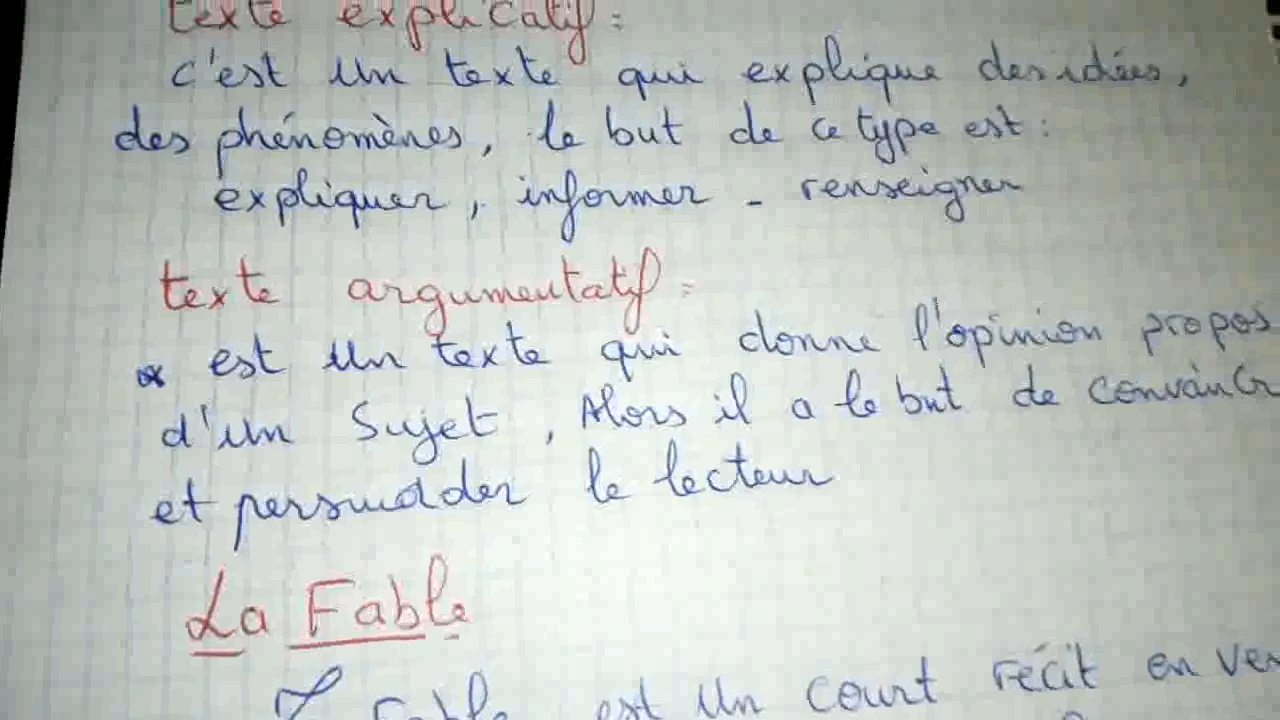 texte explicatif :
c'est un texte qui explique des idées,
des phénomènes, le but de ce type est :
expliquer, informer - renseigner
texte argumentatif :
est un texte qui donne l'opinion propos
d'un Sujet, Alors il a le but de convaincr
et persuader le lecteur
La Fable
Fable est un court récit en ver